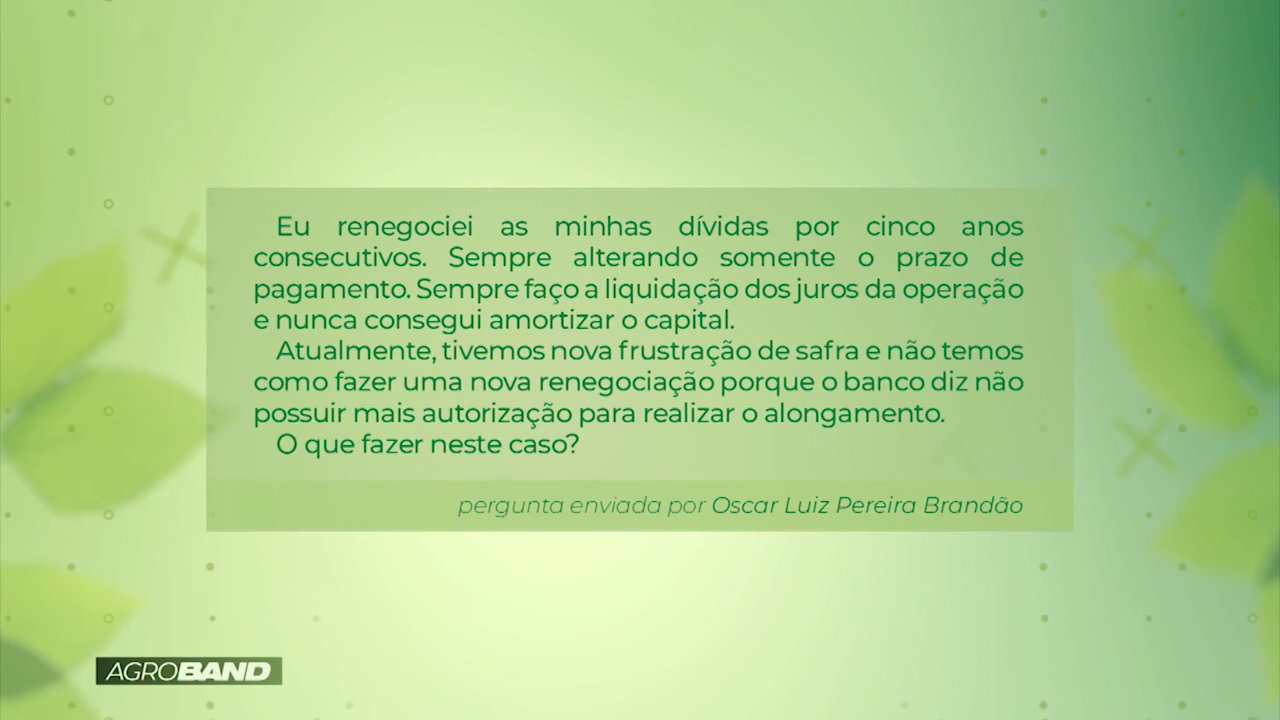 Eu renegociei as minhas dívidas por cinco anos
consecutivos. Sempre alterando somente o prazo de
pagamento. Sempre faço a liquidação dos juros da operação
e nunca consegui amortizar o capital.
Atualmente, tivemos nova frustração de safra e não temos
como fazer uma nova renegociação porque o banco diz não
possuir mais autorização para realizar o alongamento.
O que fazer neste caso?
pergunta enviada por Oscar Luiz Pereira Brandão
AGROBAND